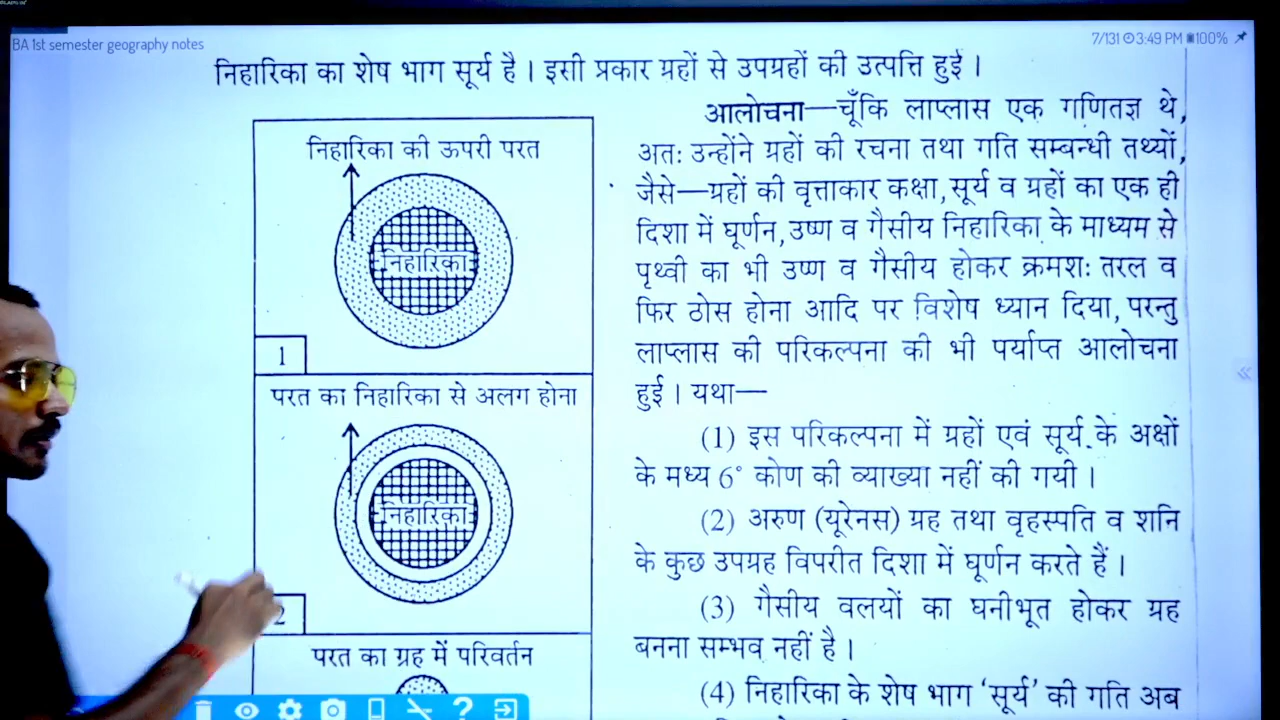 BA 1st semester geography notes
7/131 3:49 PM 100%
निहारिका का शेष भाग सूर्य है। इसी प्रकार ग्रहों से उपग्रहों की उत्पत्ति हुई।
निहारिका की ऊपरी परत
निहारिका
1
परत का निहारिका से अलग होना
निहारिका
2
परत का ग्रह में परिवर्तन
आलोचना—चूँकि लाप्लास एक गणितज्ञ थे,
अतः उन्होंने ग्रहों की रचना तथा गति सम्बन्धी तथ्यों,
जैसे—ग्रहों की वृत्ताकार कक्षा, सूर्य व ग्रहों का एक ही
दिशा में घूर्णन, उष्ण व गैसीय निहारिका के माध्यम से
पृथ्वी का भी उष्ण व गैसीय होकर क्रमशः तरल व
फिर ठोस होना आदि पर विशेष ध्यान दिया, परन्तु
लाप्लास की परिकल्पना की भी पर्याप्त आलोचना
हुई। यथा—
(1) इस परिकल्पना में ग्रहों एवं सूर्य के अक्षों
के मध्य 6° कोण की व्याख्या नहीं की गयी।
(2) अरुण (यूरेनस) ग्रह तथा वृहस्पति व शनि
के कुछ उपग्रह विपरीत दिशा में घूर्णन करते हैं।
(3) गैसीय वलयों का घनीभूत होकर ग्रह
बनना सम्भव नहीं है।
(4) निहारिका के शेष भाग ‘सूर्य’ की गति अब